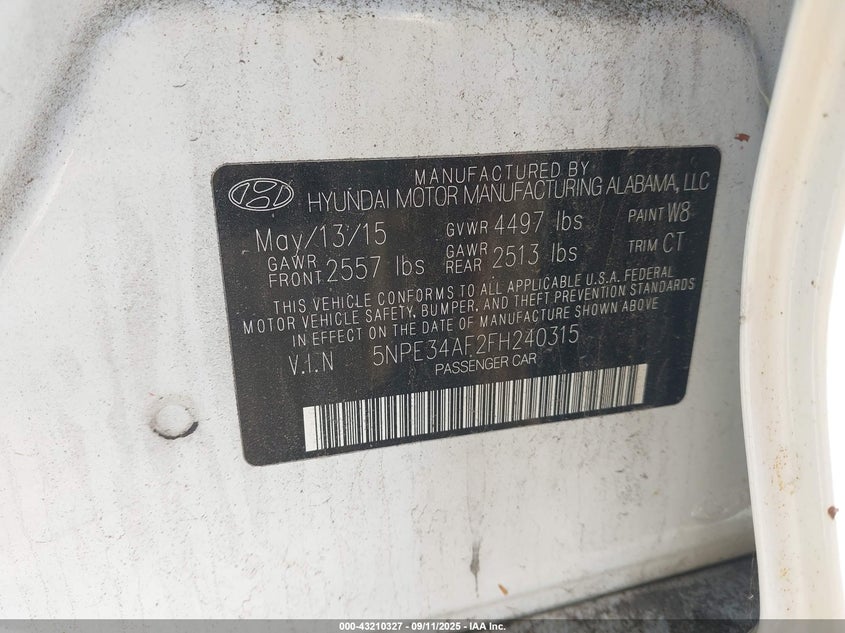 MANUFACTURED BY
HYUNDAI MOTOR MANUFACTURING ALABAMA, LLC
May/13/15 GVWR 4497 lbs PAINT W8
GAWR FRONT 2557 lbs GAWR REAR 2513 lbs TRIM CT
THIS VEHICLE CONFORMS TO ALL APPLICABLE U.S.A. FEDERAL
MOTOR VEHICLE SAFETY, BUMPER, AND THEFT PREVENTION STANDARDS
IN EFFECT ON THE DATE OF MANUFACTURE SHOWN ABOVE
V.I.N 5NPE34AF2FH240315
PASSENGER CAR
000-43210327 - 09/11/2025 - IAA Inc.